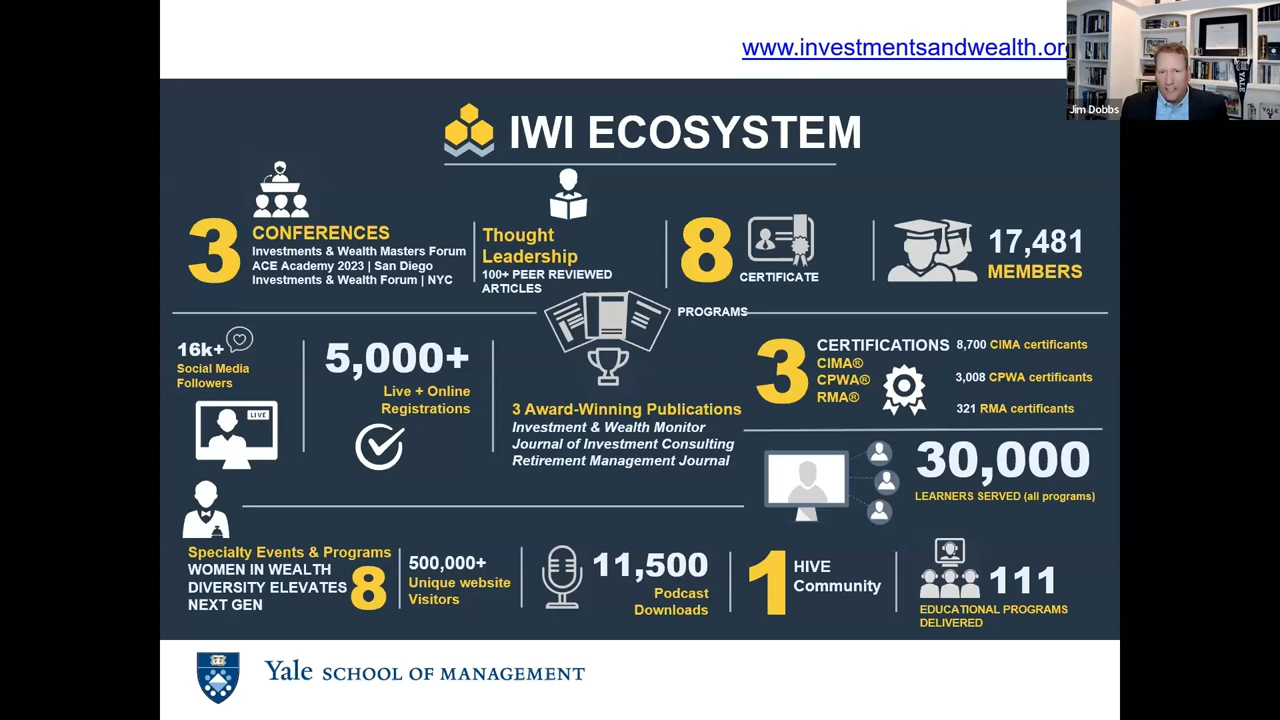 www.investmentsandwealth.or
Jim Dobbs
YALE
IWI ECOSYSTEM
3
CONFERENCES
Investments & Wealth Masters Forum
ACE Academy 2023 | San Diego
Investments & Wealth Forum | NYC
Thought
Leadership
100+ PEER REVIEWED
ARTICLES
8
CERTIFICATE
PROGRAMS
17,481
MEMBERS
16k+
Social Media
Followers
LIVE
5,000+
Live + Online
Registrations
3 Award-Winning Publications
Investment & Wealth Monitor
Journal of Investment Consulting
Retirement Management Journal
3
CERTIFICATIONS
CIMA®
CPWA®
RMA®
8,700 CIMA certificants
3,008 CPWA certificants
321 RMA certificants
30,000
LEARNERS SERVED (all programs)
Specialty Events & Programs
WOMEN IN WEALTH
DIVERSITY ELEVATES
NEXT GEN
8
500,000+
Unique website
Visitors
11,500
Podcast
Downloads
1
HIVE
Community
111
EDUCATIONAL PROGRAMS
DELIVERED
Yale SCHOOL OF MANAGEMENT